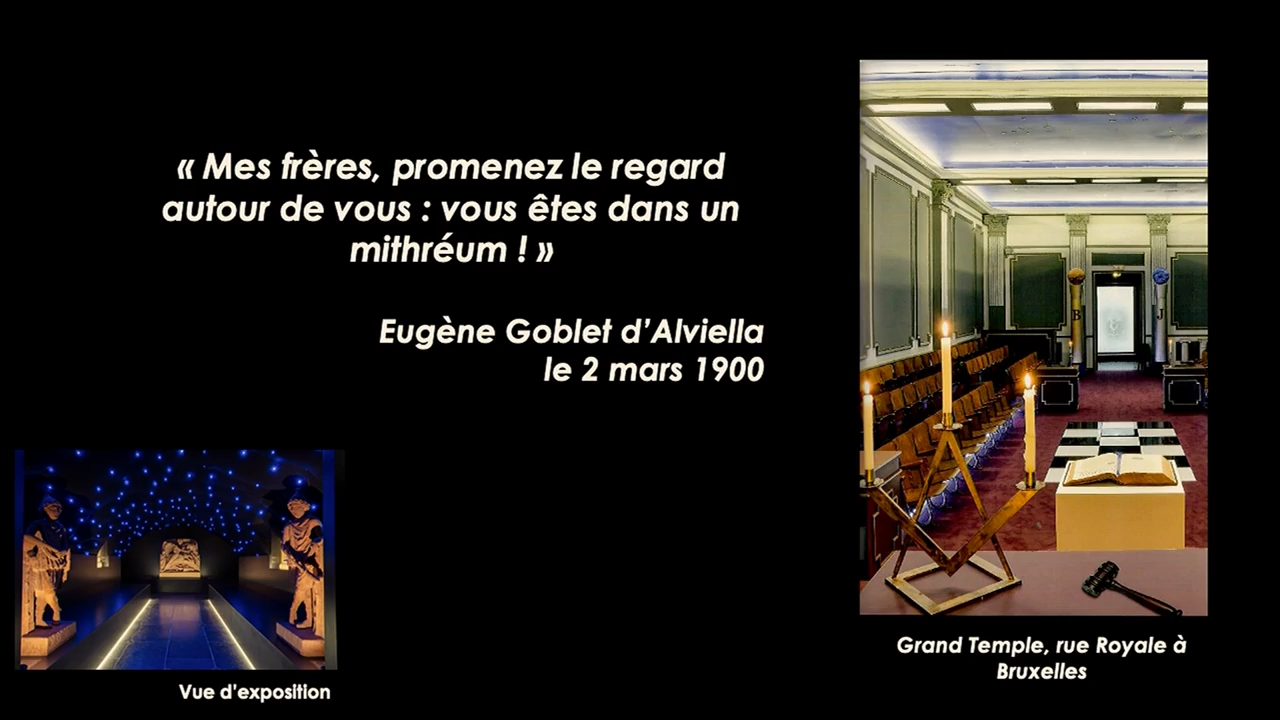 « Mes frères, promenez le regard
autour de vous : vous êtes dans un
mithréum ! »
Eugène Goblet d’Alviella
le 2 mars 1900
B
J
Grand Temple, rue Royale à
Bruxelles
Vue d’exposition